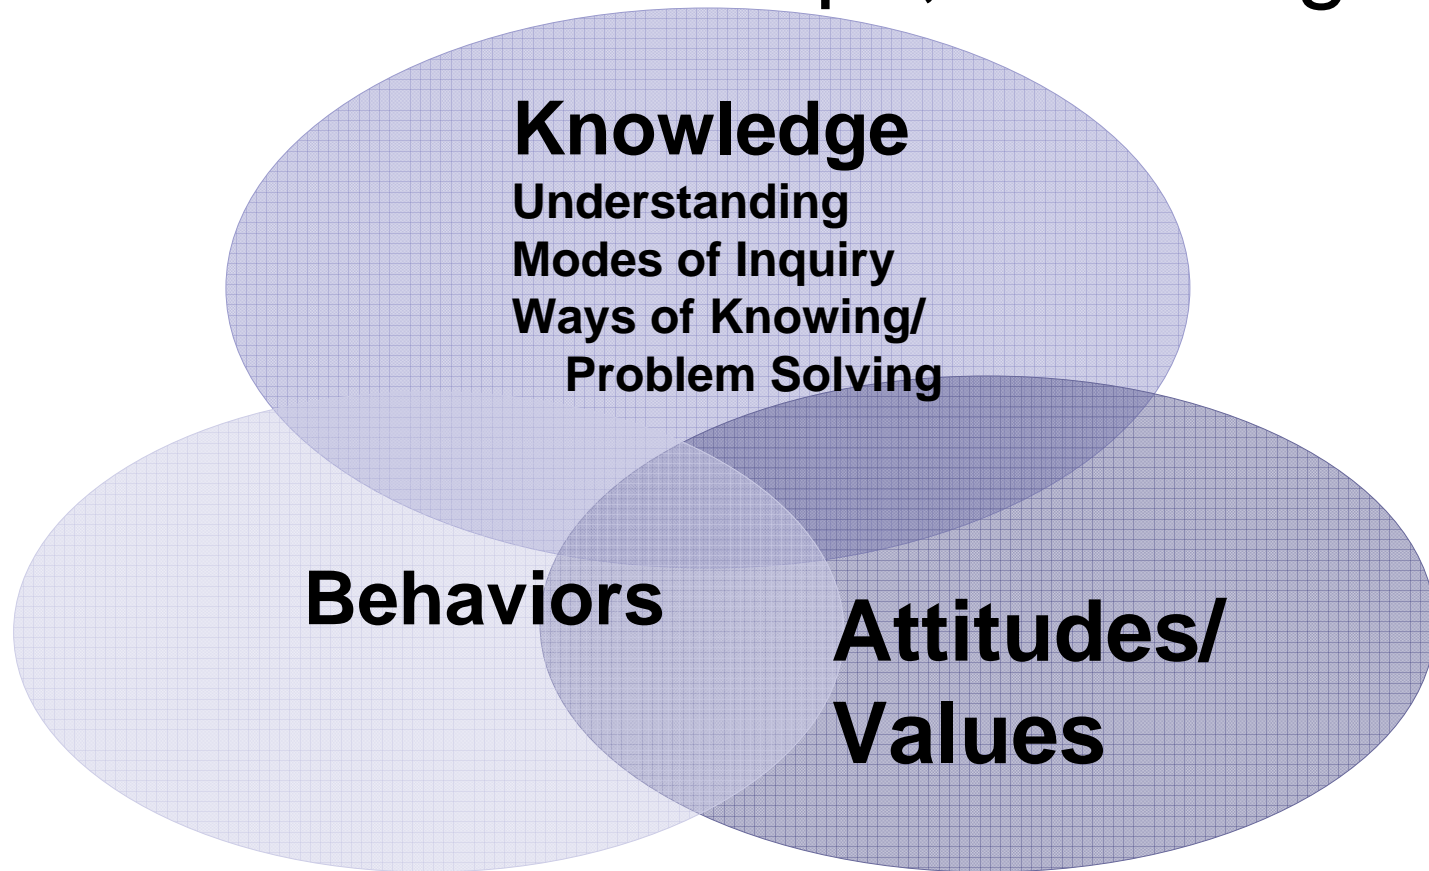 Knowledge
Understanding
Modes of Inquiry
Ways of Knowing/
Problem Solving
Behaviors
Attitudes/
Values